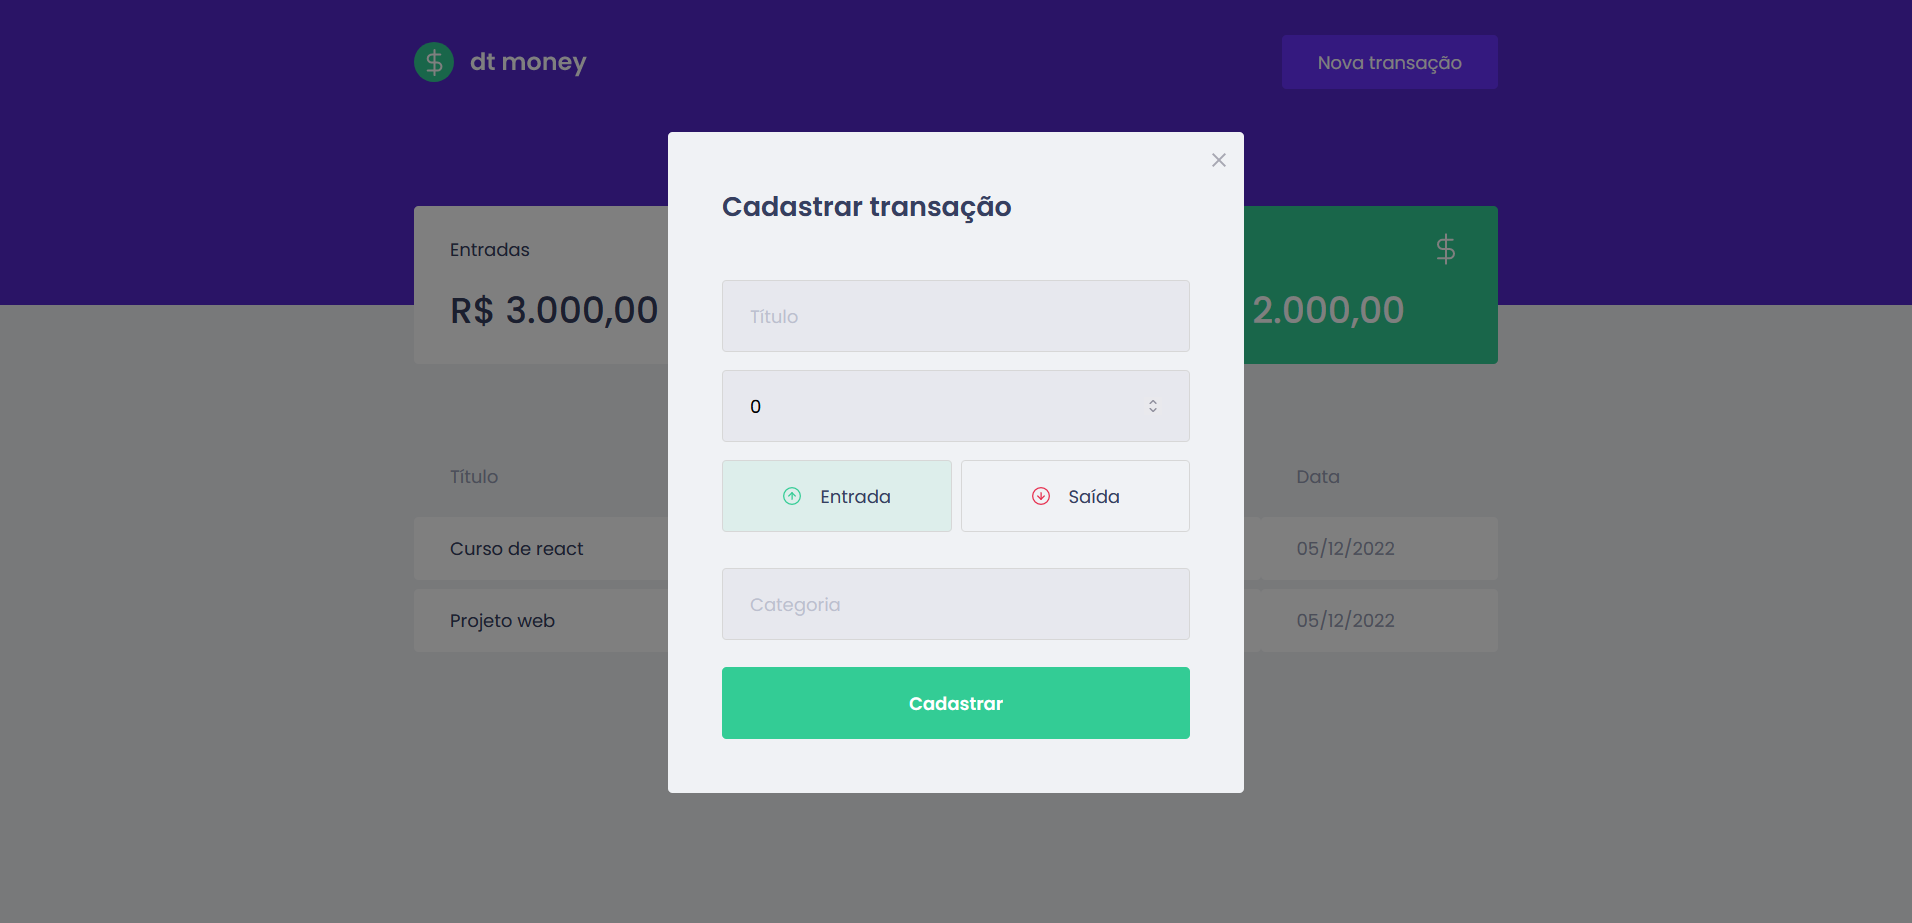 dt money
Nova transação
Cadastrar transação
Entradas
R$ 3.000,00
2.000,00
Título
0
Entrada
Saída
Categoria
Cadastrar
Título
Data
Curso de react
05/12/2022
Projeto web
05/12/2022